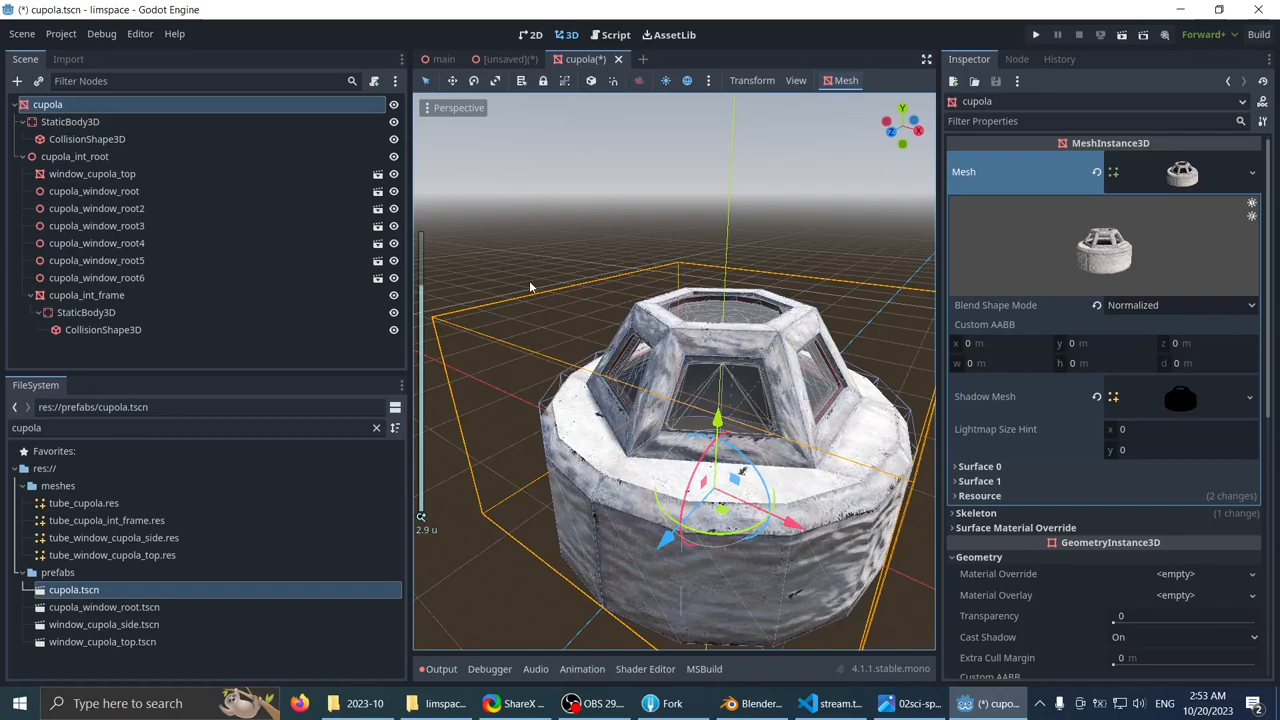 (*) cupola.tscn - limspace - Godot Engine
Scene Project Debug Editor Help
2D 3D Script AssetLib
Forward+ Build
Scene Import
main [unsaved](*) cupola(*)
Inspector Node History
Filter Nodes
Transform View Mesh
cupola
Perspective
Y
Z X
cupola
StaticBody3D
CollisionShape3D
cupola_int_root
window_cupola_top
cupola_window_root
cupola_window_root2
cupola_window_root3
cupola_window_root4
cupola_window_root5
cupola_window_root6
cupola_int_frame
StaticBody3D
CollisionShape3D
FileSystem
res://prefabs/cupola.tscn
cupola
Favorites:
res://
meshes
tube_cupola.res
tube_cupola_int_frame.res
tube_window_cupola_side.res
tube_window_cupola_top.res
prefabs
cupola.tscn
cupola_window_root.tscn
window_cupola_side.tscn
window_cupola_top.tscn
2.9 u
Output Debugger Audio Animation Shader Editor MSBuild 4.1.1.stable.mono
Filter Properties
MeshInstance3D
Mesh
Blend Shape Mode Normalized
Custom AABB
x 0 m y 0 m z 0 m
w 0 m h 0 m d 0 m
Shadow Mesh
Lightmap Size Hint x 0
y 0
Surface 0
Surface 1
Resource (2 changes)
Skeleton (1 change)
Surface Material Override
GeometryInstance3D
Geometry
Material Override <empty>
Material Overlay <empty>
Transparency 0
Cast Shadow On
Extra Cull Margin 0 m
Custom AABB
Type here to search
2023-10 limspac... ShareX ... OBS 29.... Fork Blender... stream.t... 02sci-sp... (*) cupo...
2:53 AM
10/20/2023
2